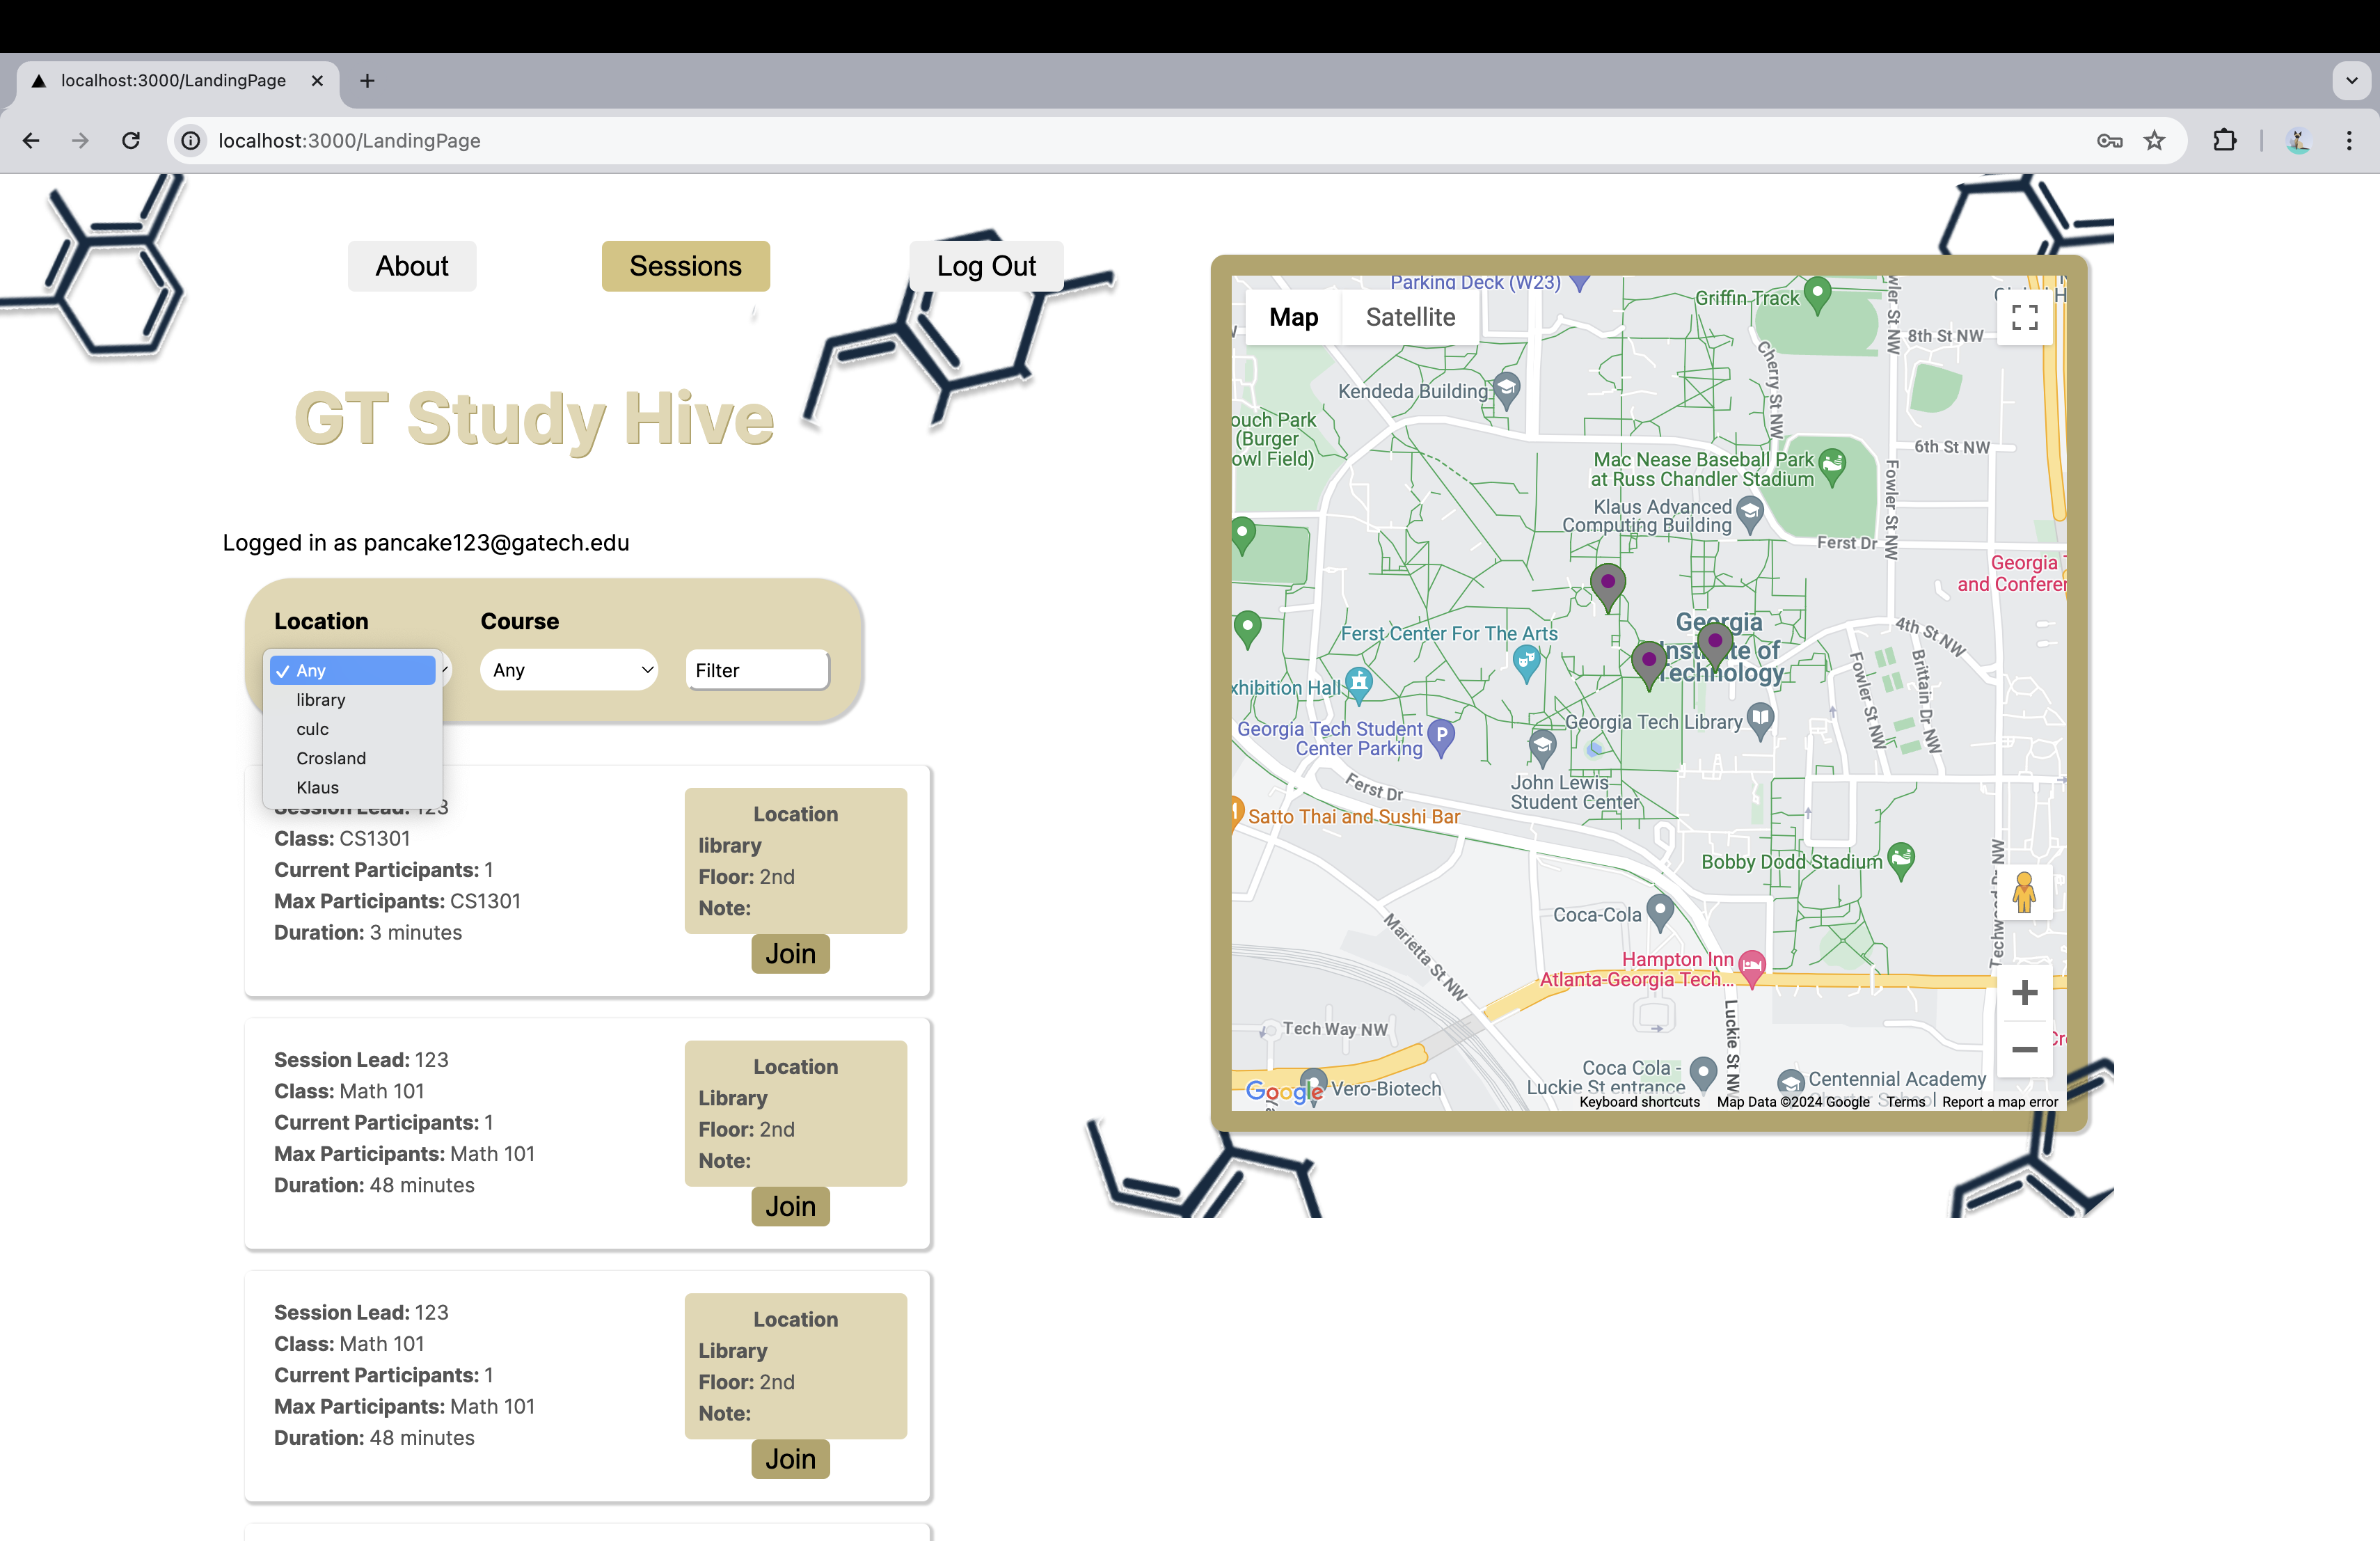 localhost:3000/LandingPage
localhost:3000/LandingPage
About
Sessions
Log Out
GT Study Hive
Logged in as pancake123@gatech.edu
Location
Course
Any
library
culc
Crosland
Klaus
Any
Filter
Session Lead: 123
Class: CS1301
Current Participants: 1
Max Participants: CS1301
Duration: 3 minutes
Location
library
Floor: 2nd
Note:
Join
Session Lead: 123
Class: Math 101
Current Participants: 1
Max Participants: Math 101
Duration: 48 minutes
Location
Library
Floor: 2nd
Note:
Join
Session Lead: 123
Class: Math 101
Current Participants: 1
Max Participants: Math 101
Duration: 48 minutes
Location
Library
Floor: 2nd
Note:
Join
Map
Satellite
Parking Deck (W23)
Griffin Track
8th St NW
Cherry St NW
Kendeda Building
ouch Park
(Burger
owl Field)
6th St NW
Mac Nease Baseball Park
at Russ Chandler Stadium
Fowler St NW
Klaus Advanced
Computing Building
Ferst Dr
Georgia
and Conferen
Georgia
Institute of
Technology
Ferst Center For The Arts
4th St NW
Fowler St NW
Brittain Dr NW
xhibition Hall
Georgia Tech Library
Georgia Tech Student
Center Parking
P
Ferst Dr
John Lewis
Student Center
Satto Thai and Sushi Bar
Bobby Dodd Stadium
Techwood Dr NW
Coca-Cola
Marietta St NW
Hampton Inn
Atlanta-Georgia Tech...
Luckie St NW
Tech Way NW
Coca Cola -
Luckie St entrance
Centennial Academy
Charter School
Google
Vero-Biotech
Keyboard shortcuts
Map Data ©2024 Google
Terms
Report a map error